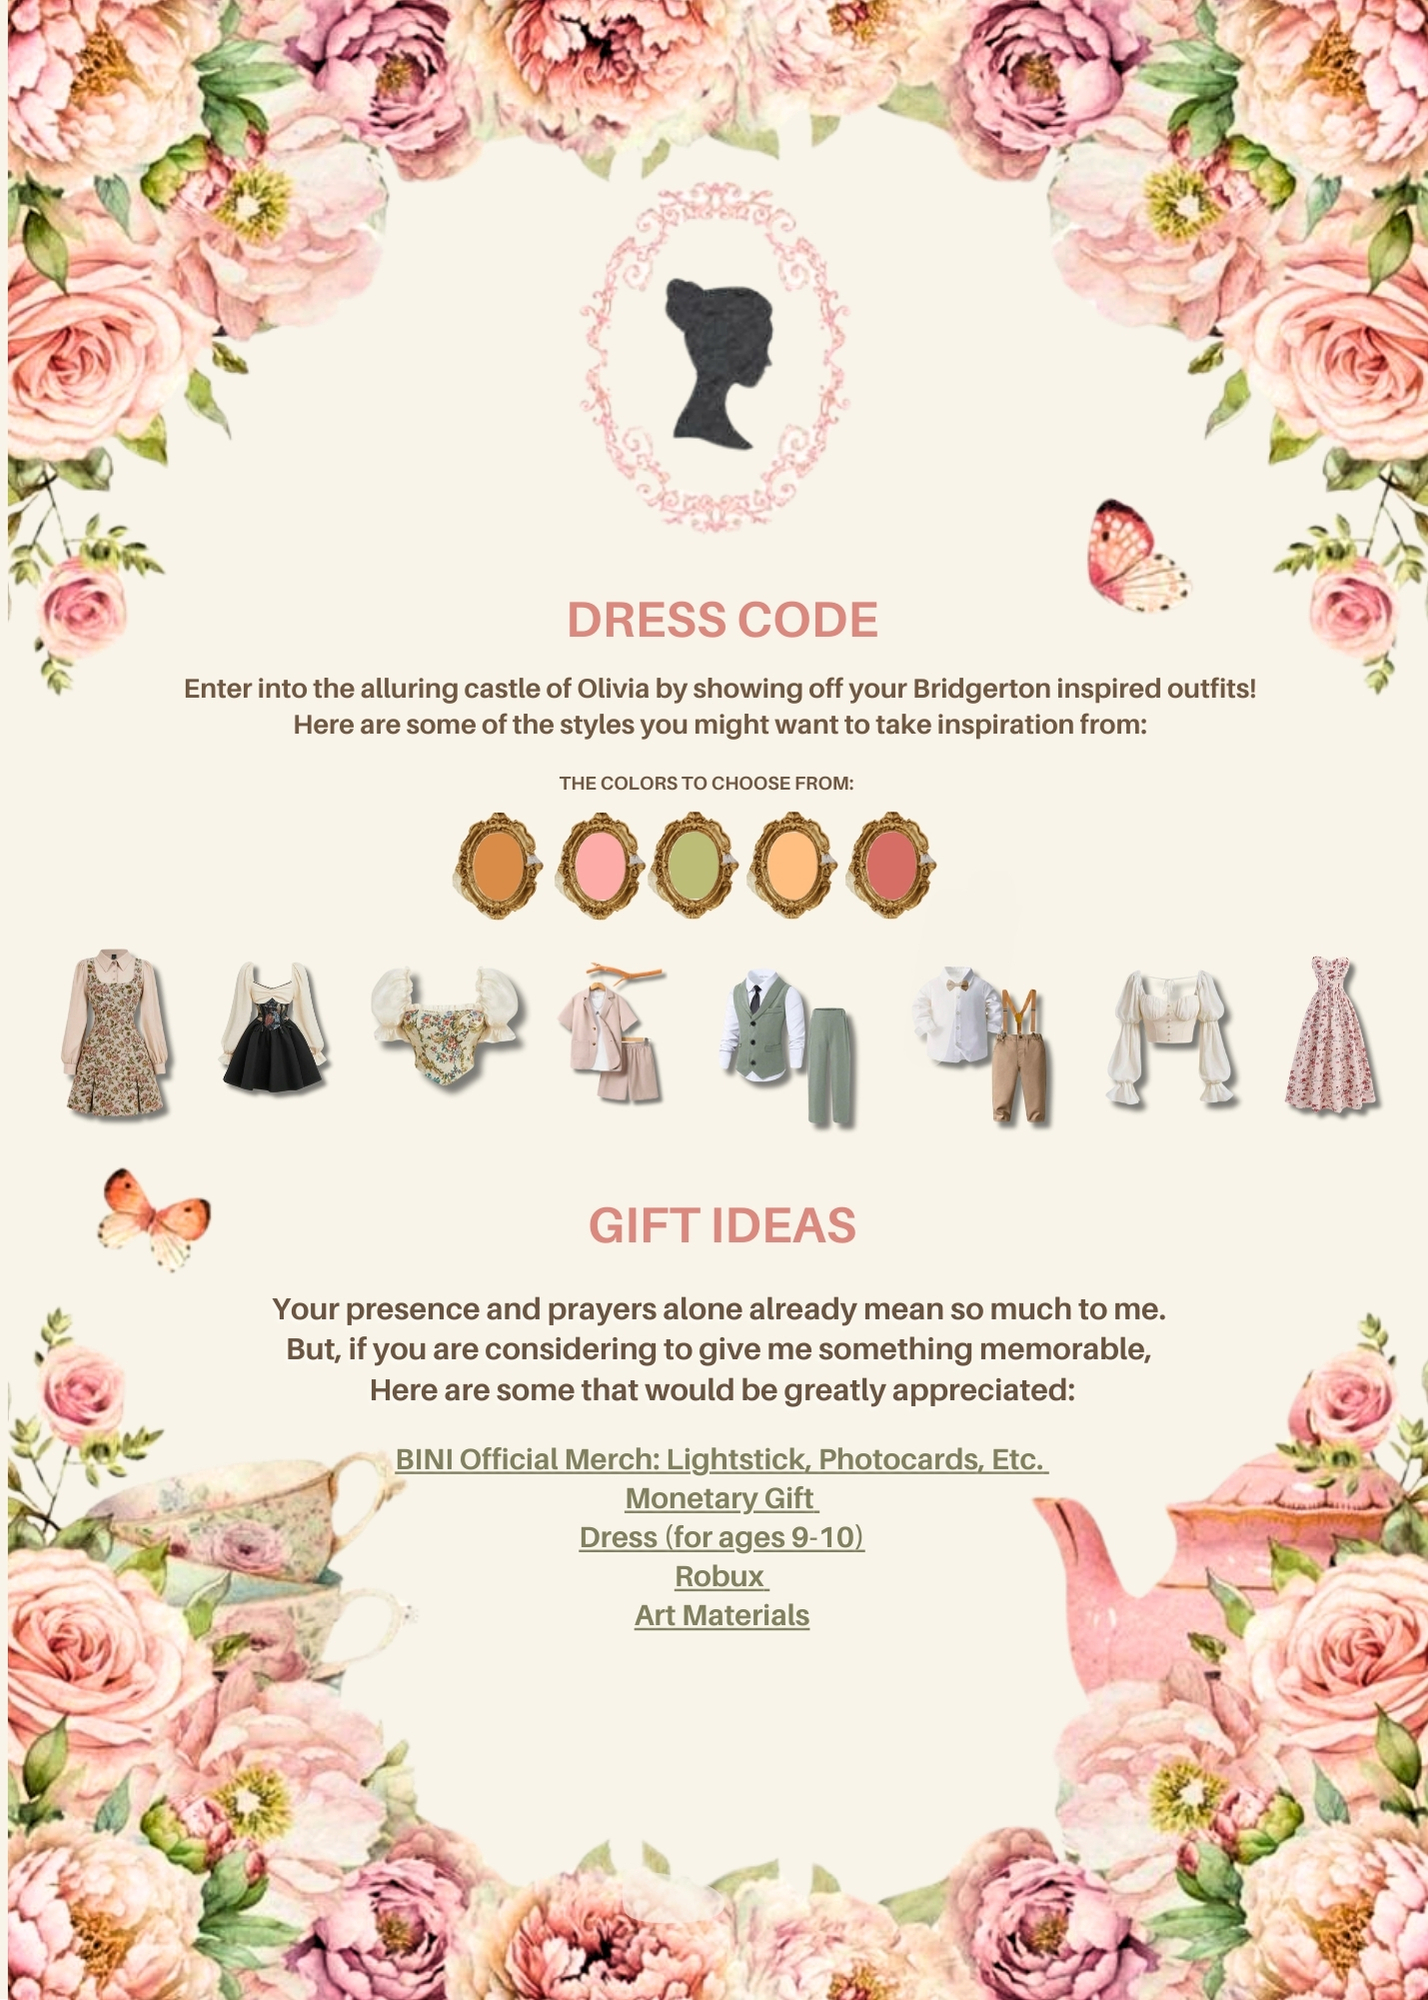 DRESS CODE
Enter into the alluring castle of Olivia by showing off your Bridgerton inspired outfits!
Here are some of the styles you might want to take inspiration from:
THE COLORS TO CHOOSE FROM:
GIFT IDEAS
Your presence and prayers alone already mean so much to me.
But, if you are considering to give me something memorable,
Here are some that would be greatly appreciated:
BINI Official Merch: Lightstick, Photocards, Etc.
Monetary Gift
Dress (for ages 9-10)
Robux
Art Materials